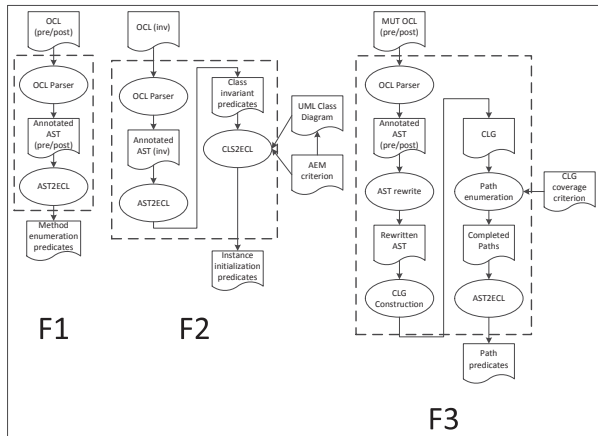 OCL
(pre/post)
OCL Parser
Annotated
AST
(pre/post)
AST2ECL
Method
enumeration
predicates
F1
OCL (inv)
OCL Parser
Annotated
AST (inv)
AST2ECL
Class
invariant
predicates
CLS2ECL
UML Class
Diagram
AEM
criterion
Instance
initialization
predicates
F2
MUT OCL
(pre/post)
OCL Parser
Annotated
AST
(pre/post)
AST rewrite
Rewritten
AST
CLG
Construction
CLG
Path
enumeration
CLG
coverage
criterion
Completed
Paths
AST2ECL
Path
predicates
F3